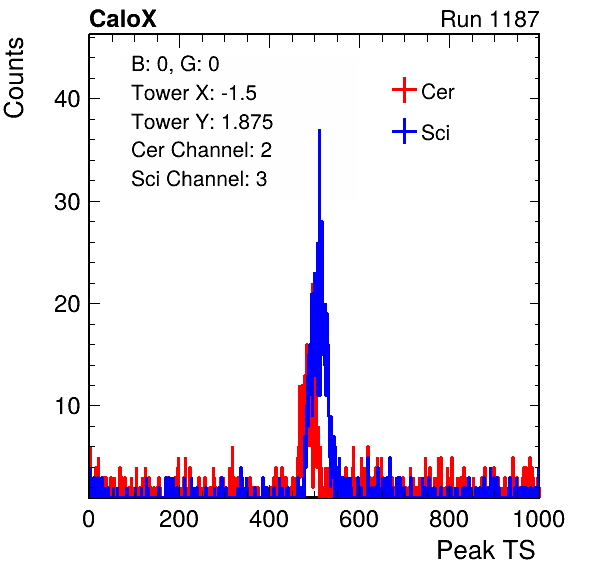 CaloX Run 1187
Counts
B: 0, G: 0
Tower X: -1.5
Tower Y: 1.875
Cer Channel: 2
Sci Channel: 3
Cer
Sci
40
30
20
10
0 200 400 600 800 1000
Peak TS